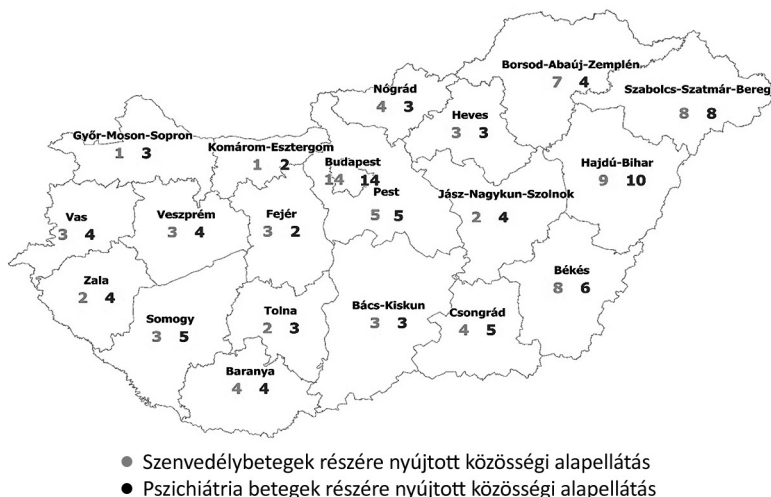 Borsod-Abaúj-Zemplén
7 4
Nógrád
4 3
Szabolcs-Szatmár-Bereg
8 8
Heves
3 3
Győr-Moson-Sopron
1 3
Komárom-Esztergom
1 2
Budapest
14 14
Hajdú-Bihar
9 10
Pest
5 5
Jász-Nagykun-Szolnok
2 4
Vas
3 4
Veszprém
3 4
Fejér
3 2
Békés
8 6
Zala
2 4
Somogy
3 5
Tolna
2 3
Bács-Kiskun
3 3
Csongrád
4 5
Baranya
4 4
Szenvedélybetegek részére nyújtott közösségi alapellátás
Pszichiátria betegek részére nyújtott közösségi alapellátás